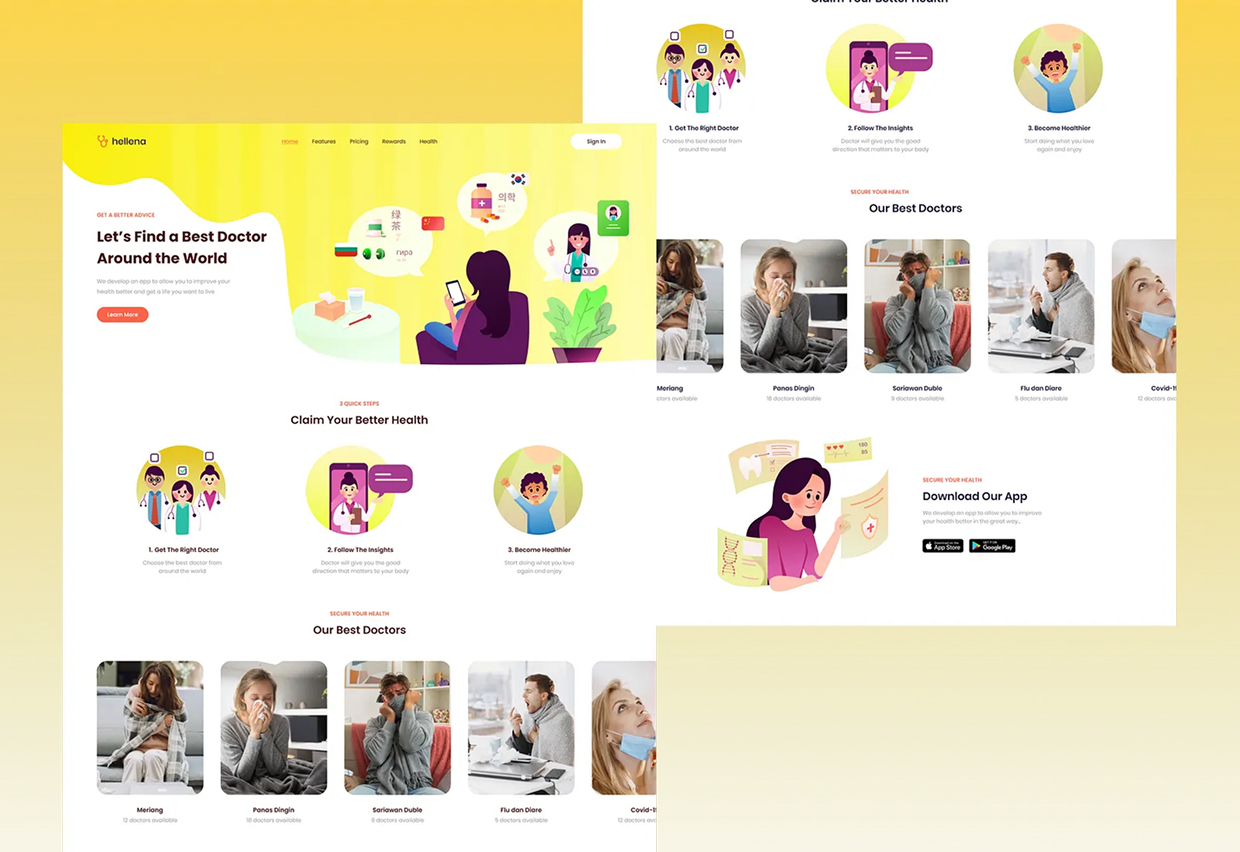 hellena
Home Features Pricing Rewards Health
Sign In
GET A BETTER ADVICE
Let's Find a Best Doctor
Around the World
We develop an app to allow you to improve your
health better and get a life you want to live
Learn More
绿
茶
гира
의학
3 QUICK STEPS
Claim Your Better Health
1. Get The Right Doctor
Choose the best doctor from
around the world
2. Follow The Insights
Doctor will give you the good
direction that matters to your body
3. Become Healthier
Start doing what you love
again and enjoy
SECURE YOUR HEALTH
Our Best Doctors
Meriang
12 doctors available
Panas Dingin
18 doctors available
Sariawan Duble
9 doctors available
Flu dan Diare
5 doctors available
Covid-1
12 doctors ava
Claim Your Better Health
1. Get The Right Doctor
Choose the best doctor from
around the world
2. Follow The Insights
Doctor will give you the good
direction that matters to your body
3. Become Healthier
Start doing what you love
again and enjoy
SECURE YOUR HEALTH
Our Best Doctors
Meriang
ctors available
Panas Dingin
18 doctors available
Sariawan Duble
9 doctors available
Flu dan Diare
5 doctors available
Covid-1
12 doctors ava
180
85
SECURE YOUR HEALTH
Download Our App
We develop an app to allow you to improve
your health better in the great way...
Download on the
App Store
GET IT ON
Google Play